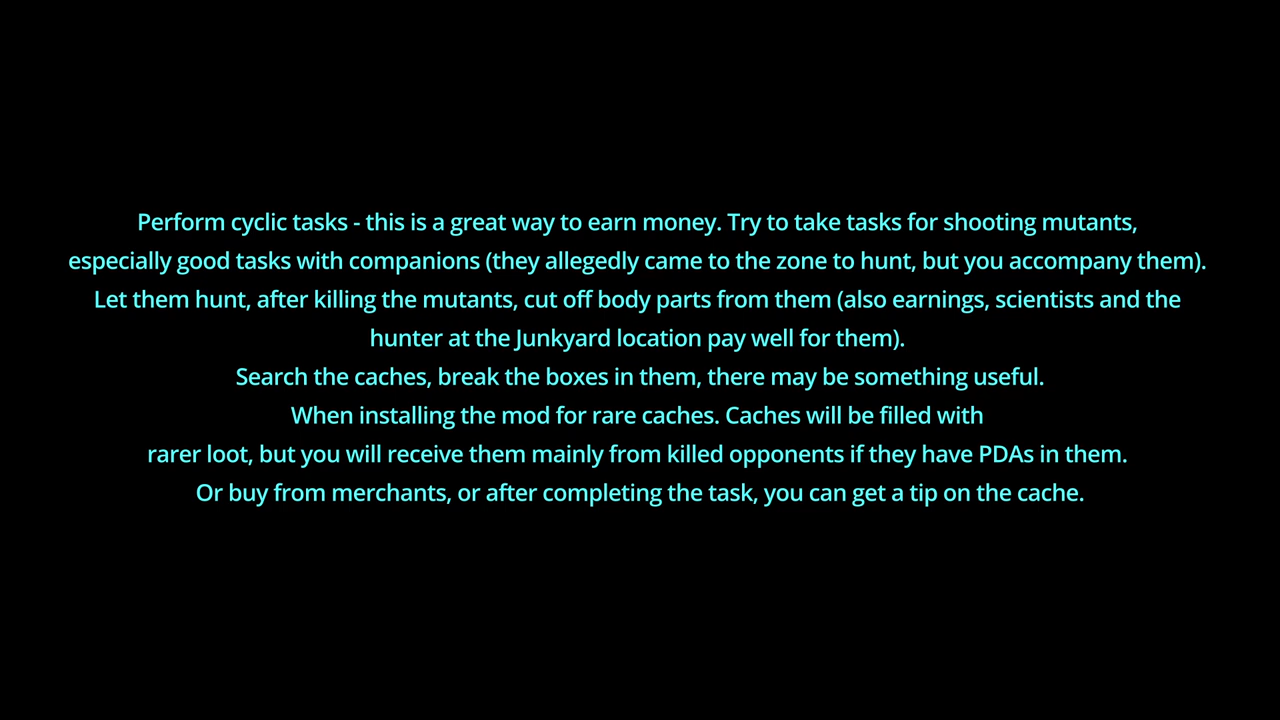 Perform cyclic tasks - this is a great way to earn money. Try to take tasks for shooting mutants,
especially good tasks with companions (they allegedly came to the zone to hunt, but you accompany them).
Let them hunt, after killing the mutants, cut off body parts from them (also earnings, scientists and the
hunter at the Junkyard location pay well for them).
Search the caches, break the boxes in them, there may be something useful.
When installing the mod for rare caches. Caches will be filled with
rarer loot, but you will receive them mainly from killed opponents if they have PDAs in them.
Or buy from merchants, or after completing the task, you can get a tip on the cache.